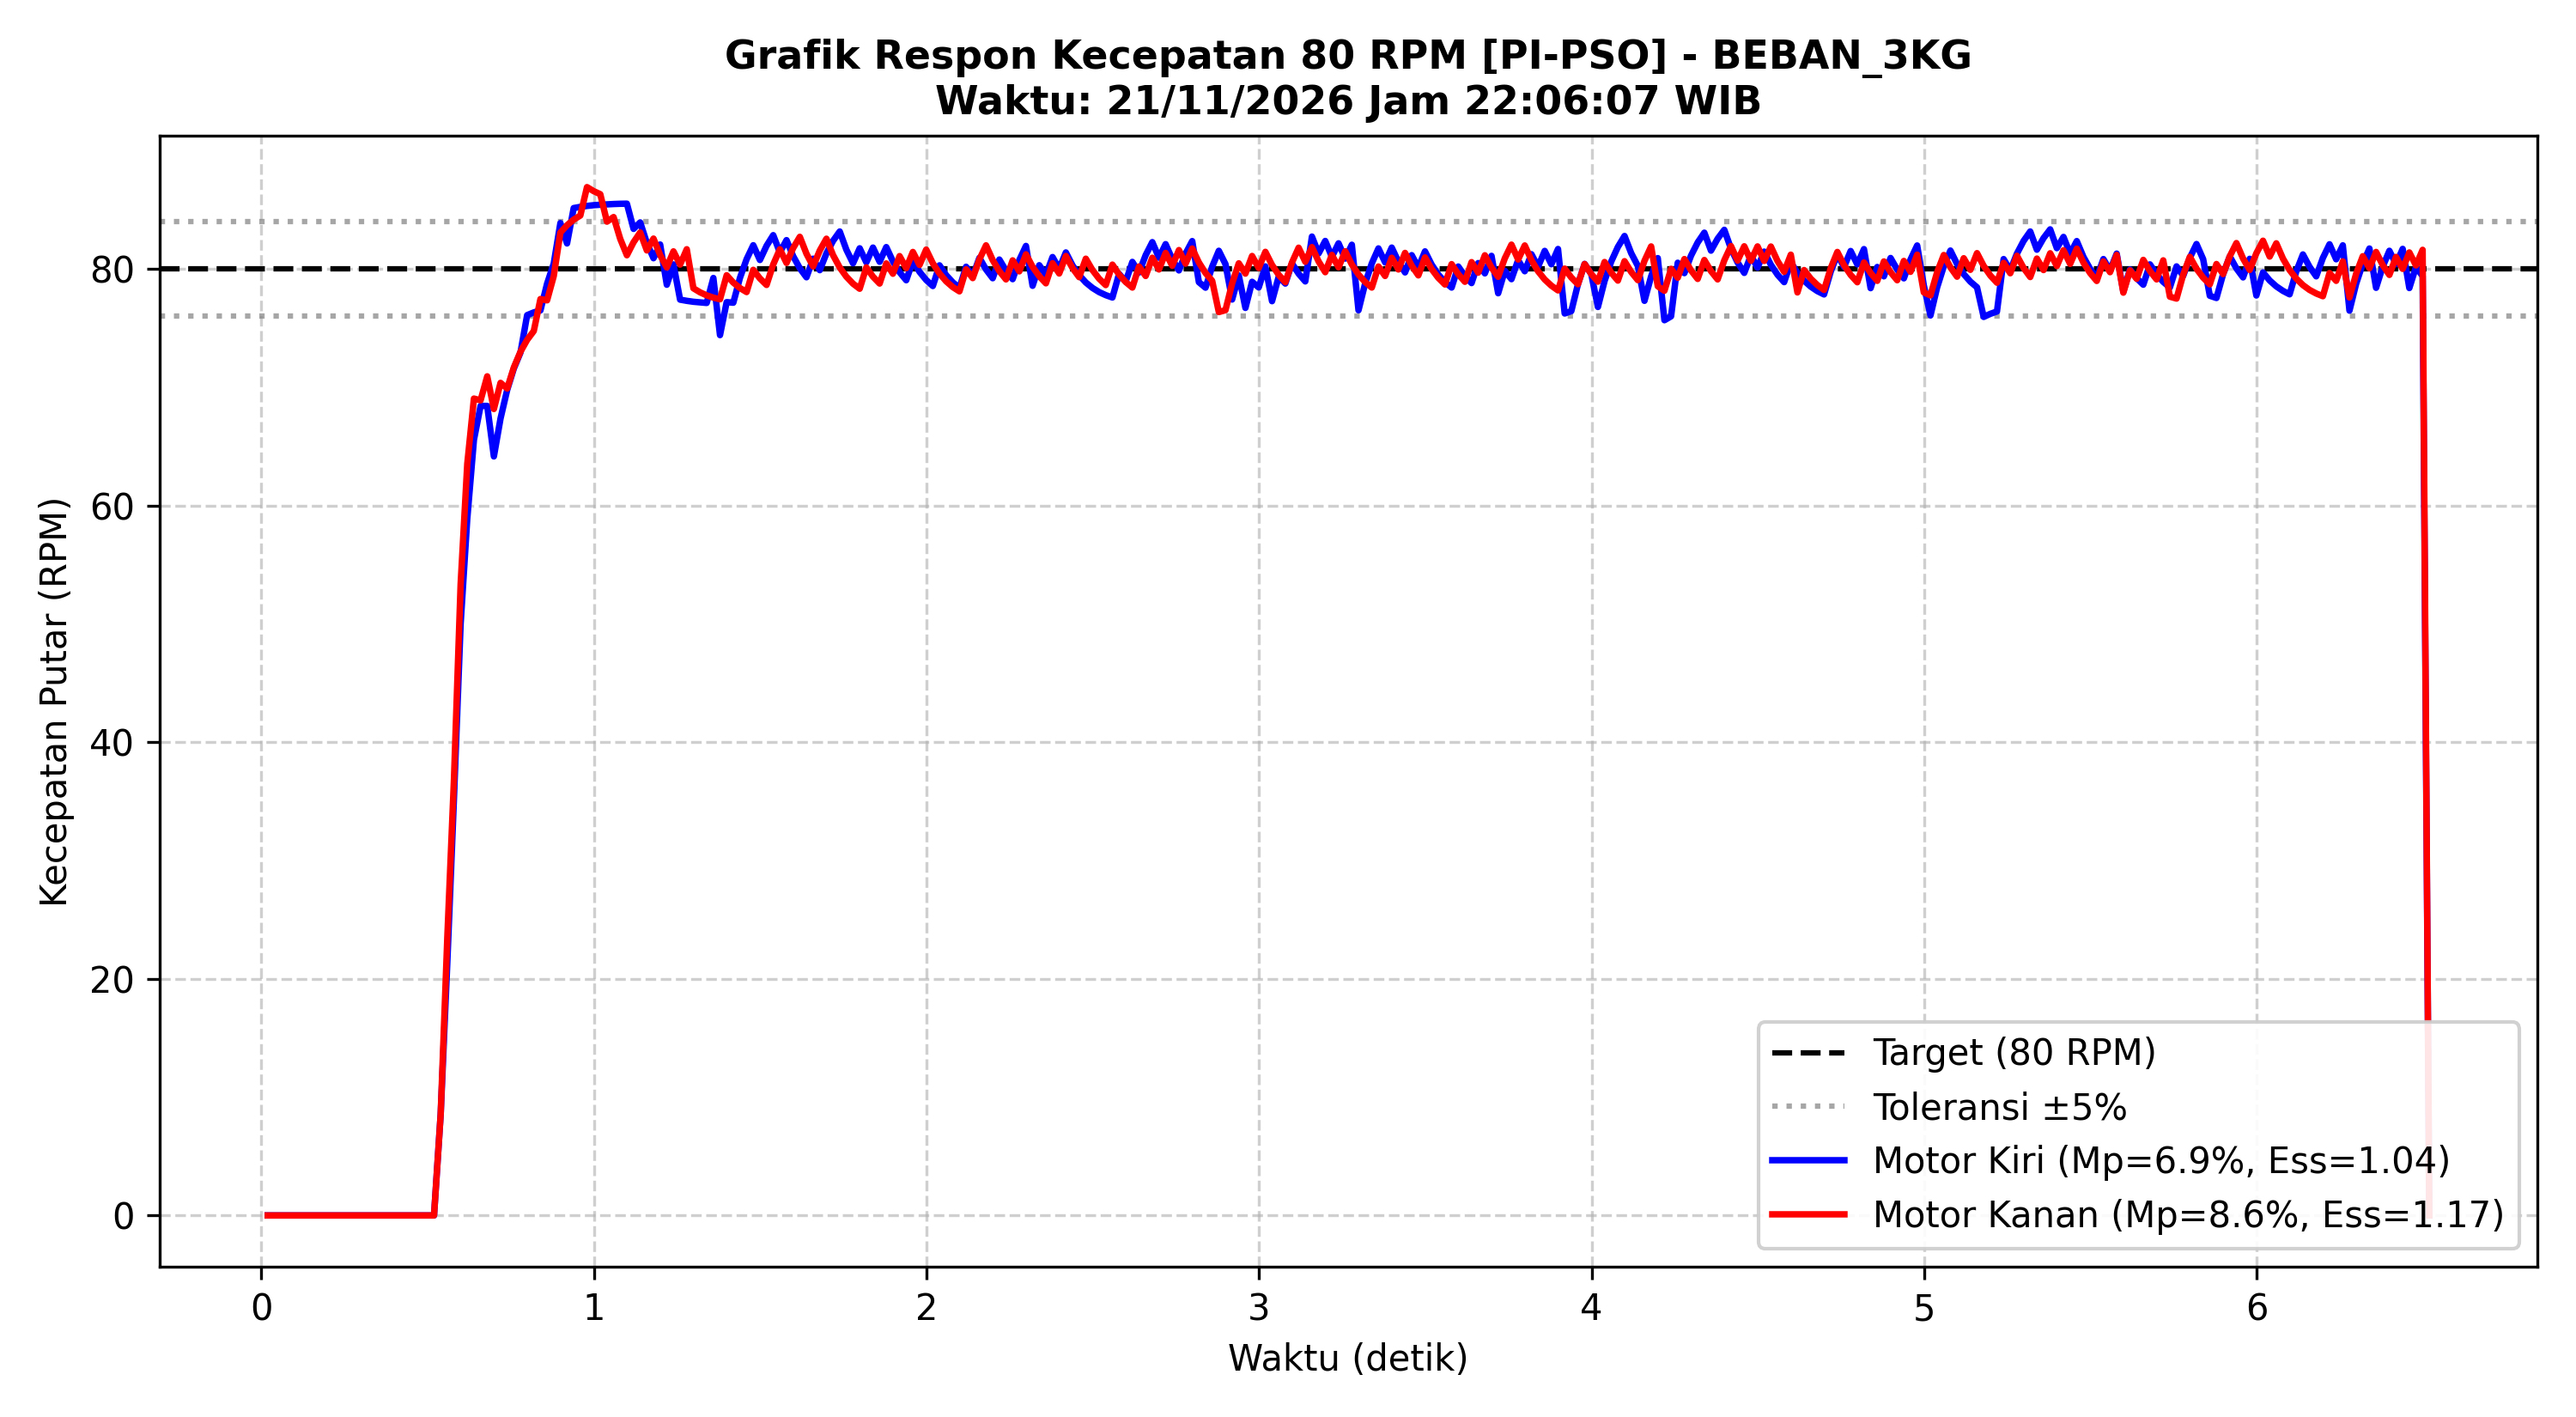 Grafik Respon Kecepatan 80 RPM [PI-PSO] - BEBAN_3KG
Waktu: 21/11/2026 Jam 22:06:07 WIB
Kecepatan Putar (RPM)
80
60
40
20
0
0 1 2 3 4 5 6
Waktu (detik)
Target (80 RPM)
Toleransi ±5%
Motor Kiri (Mp=6.9%, Ess=1.04)
Motor Kanan (Mp=8.6%, Ess=1.17)